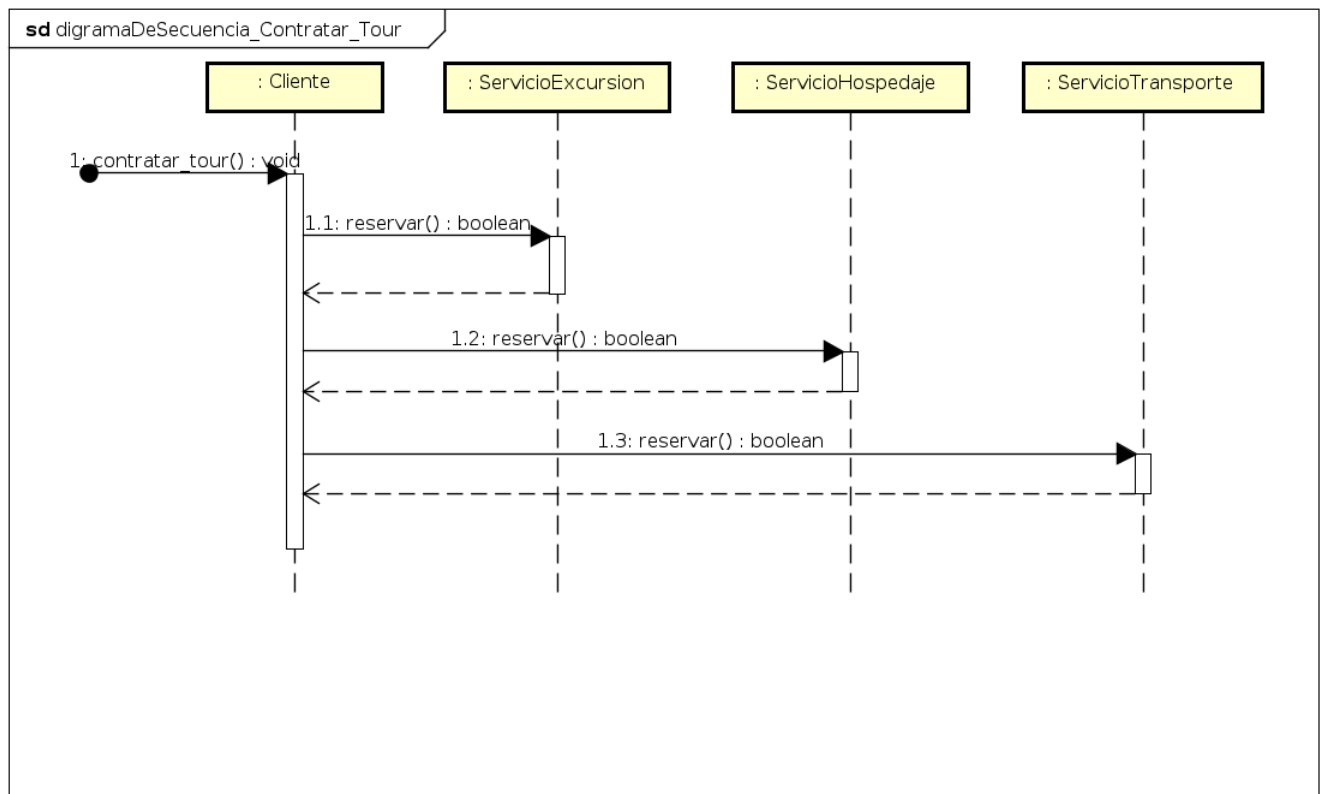 sd digramaDeSecuencia_Contratar_Tour
: Cliente
: ServicioExcursion
: ServicioHospedaje
: ServicioTransporte
1: contratar_tour() : void
1.1: reservar() : boolean
1.2: reservar() : boolean
1.3: reservar() : boolean